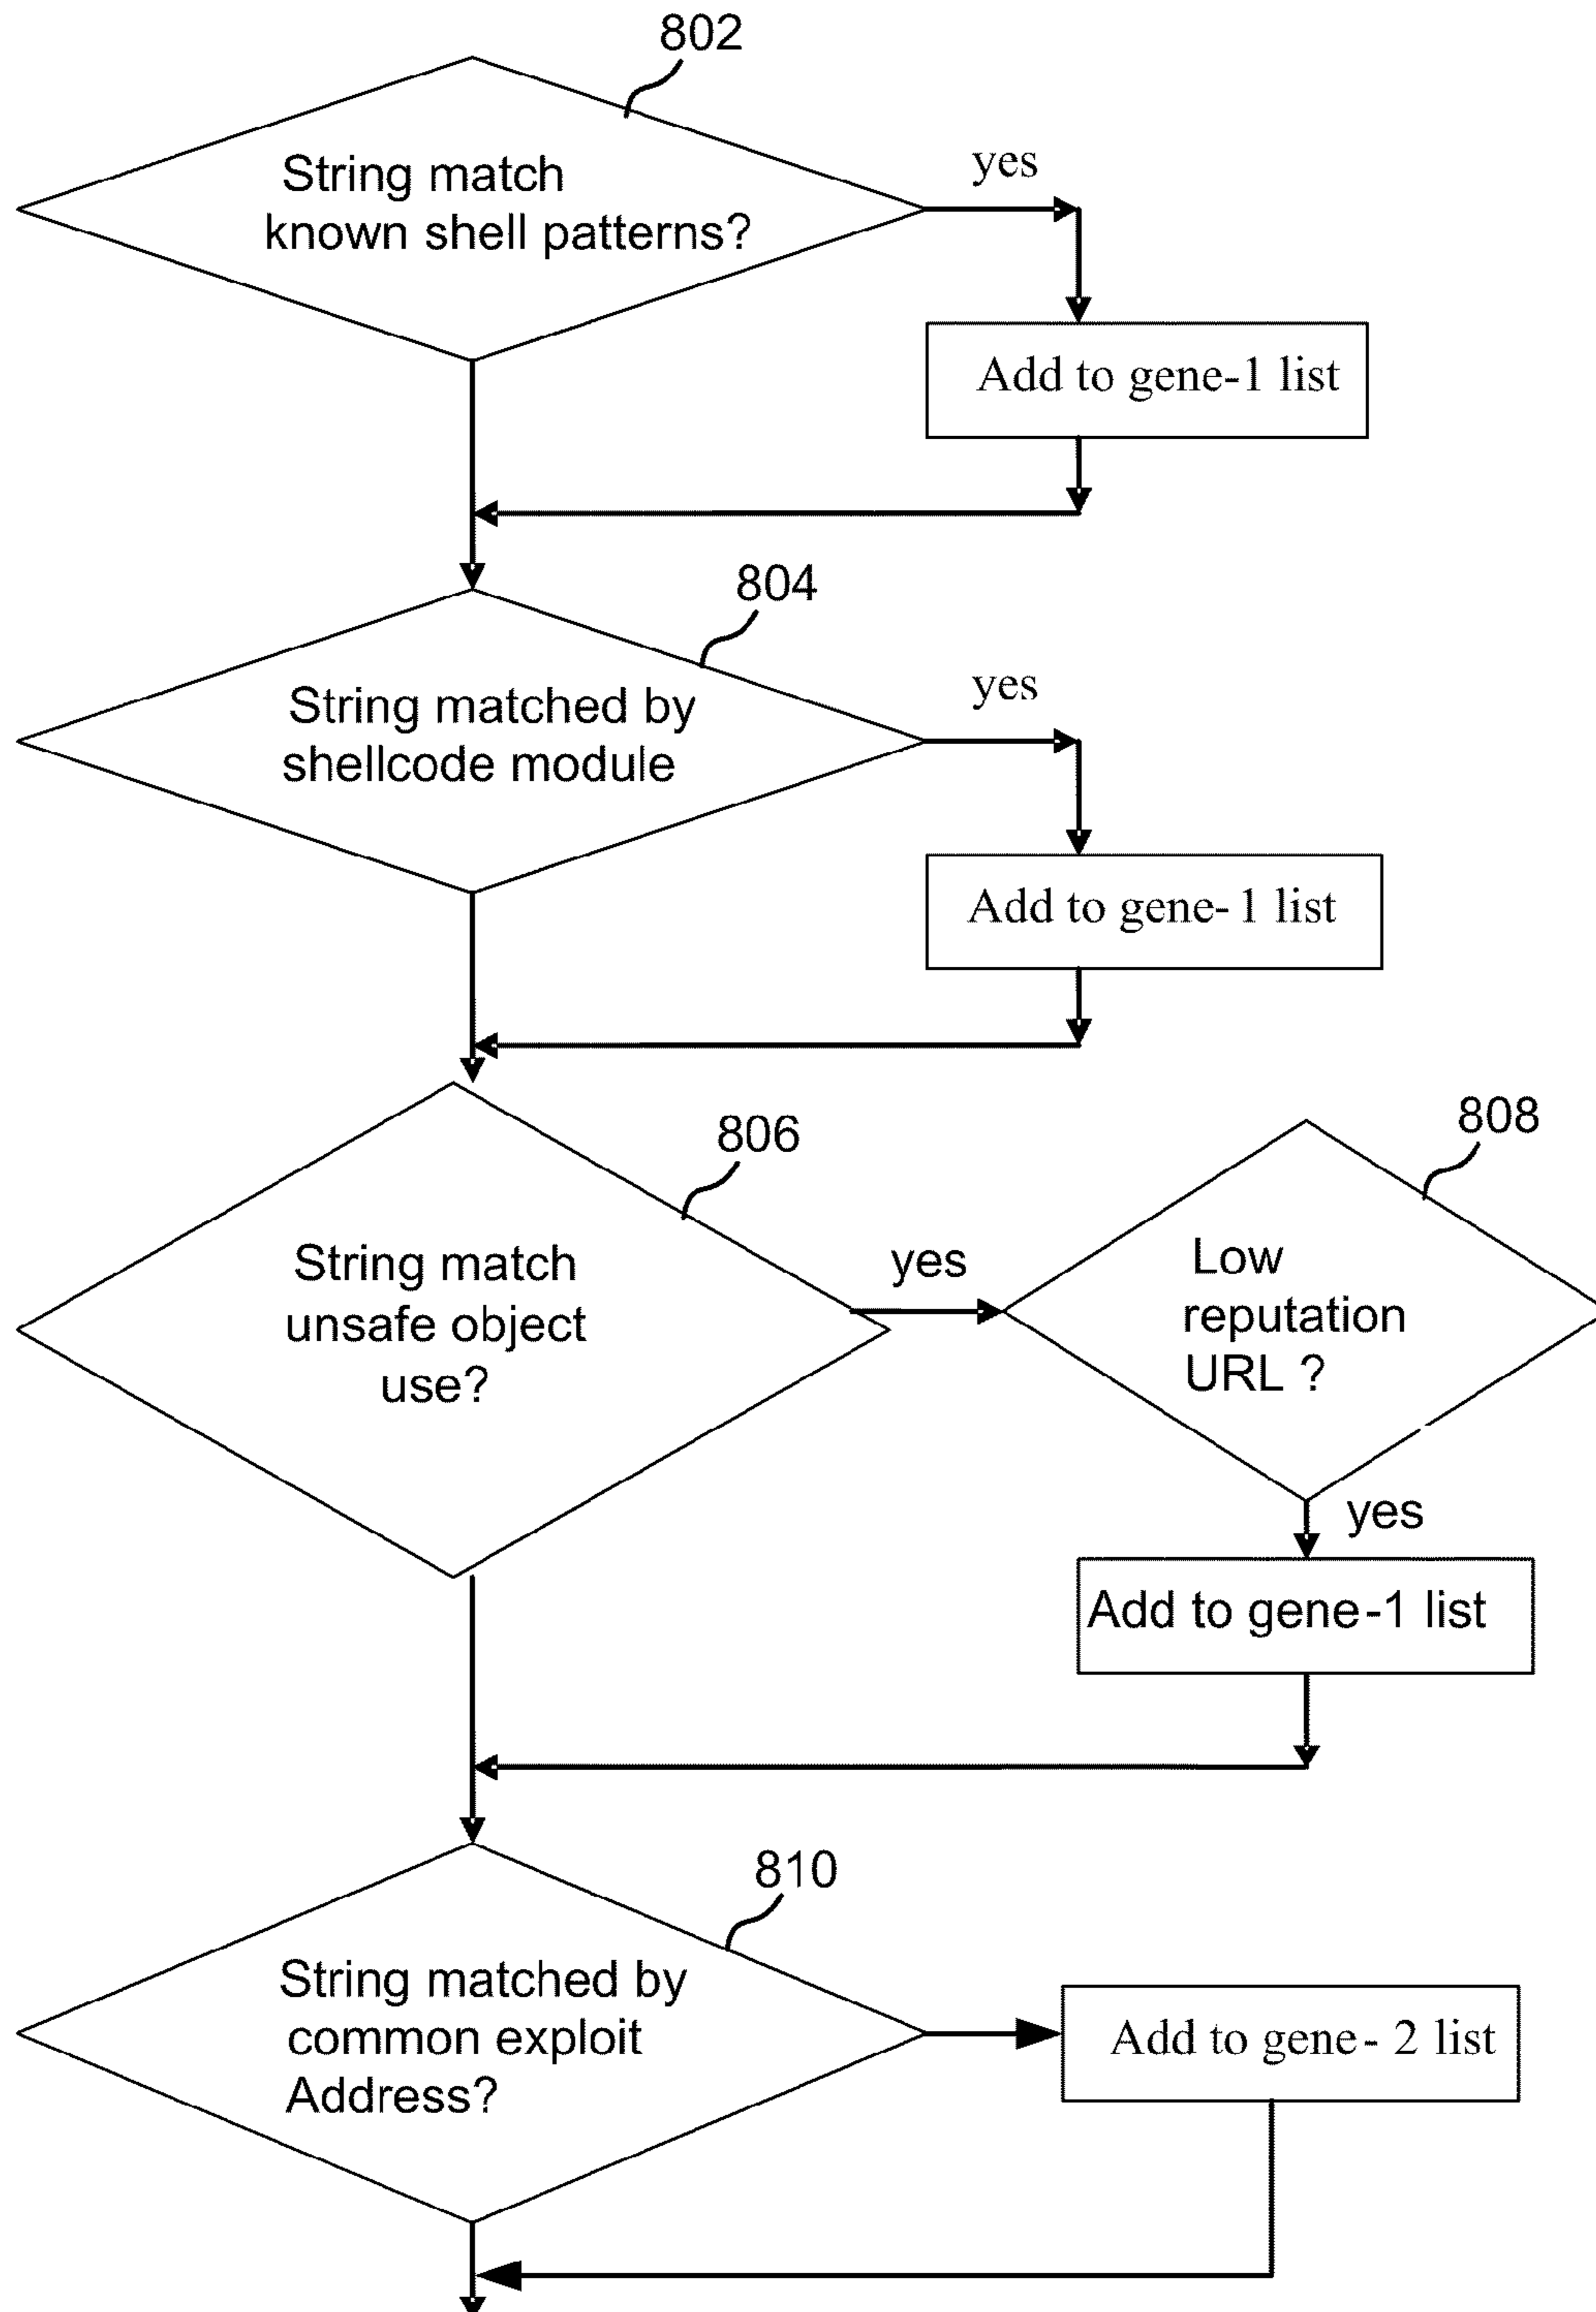 802
String match
known shell patterns?
yes
Add to gene-1 list
804
String matched by
shellcode module
yes
Add to gene- 1 list
806
808
String match
unsafe object
use?
yes
Low
reputation
URL ?
yes
Add to gene-1 list
810
String matched by
common exploit
Address?
Add to gene- 2 list